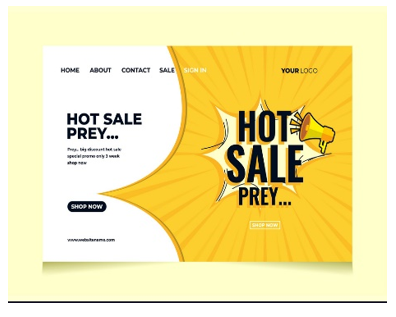 HOME ABOUT CONTACT SALE SIGN IN YOUR LOGO
HOT SALE
PREY...
Prey.. big discount hot sale
special promo only 2 week
shop now
SHOP NOW
www.websitename.com
HOT
SALE
PREY...
SHOP NOW